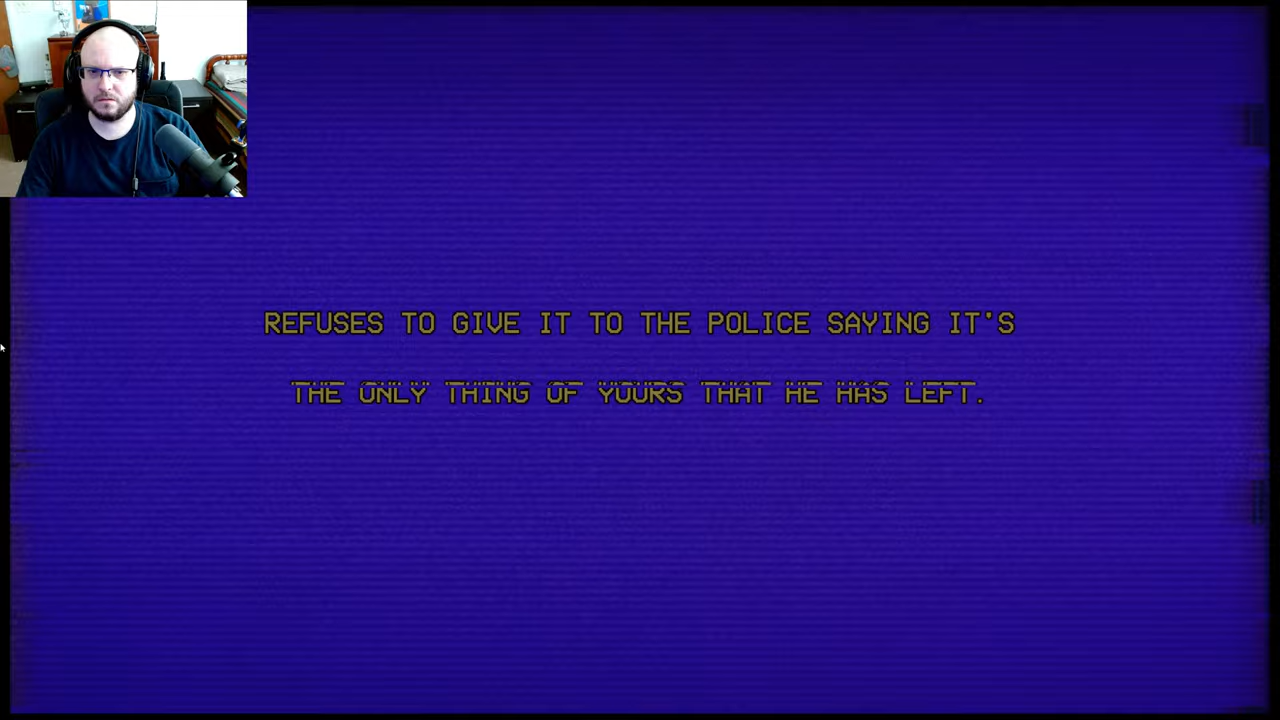 REFUSES TO GIVE IT TO THE POLICE SAYING IT'S
THE ONLY THING OF YOURS THAT HE HAS LEFT.